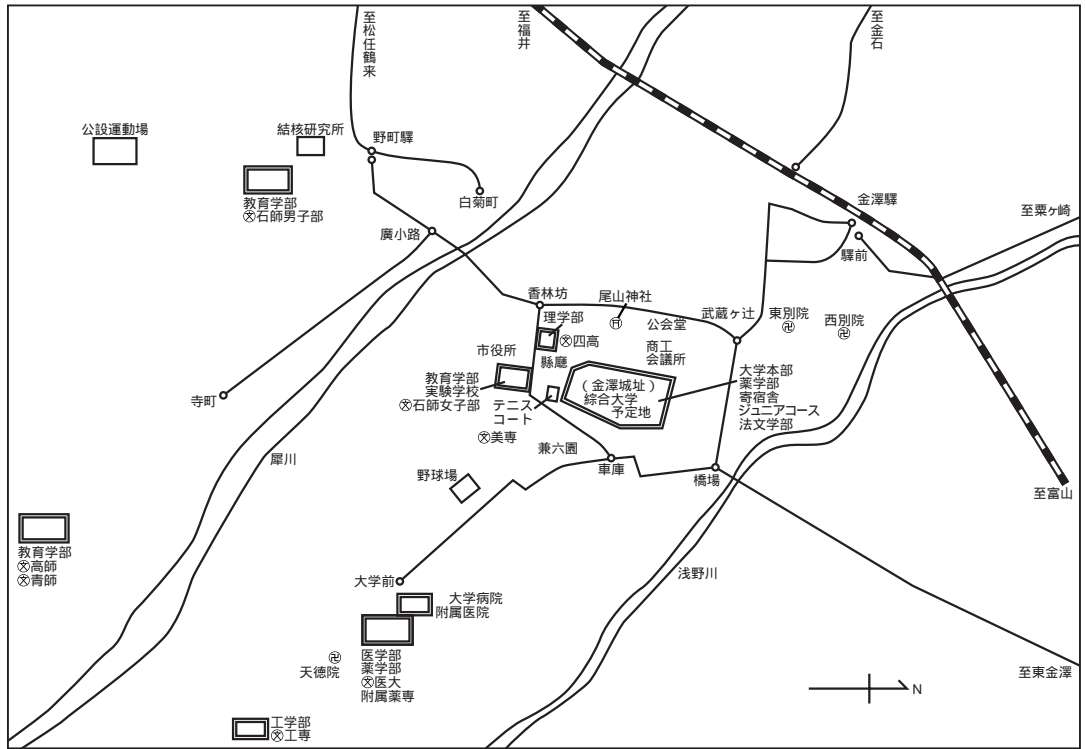 至松任鶴来
至福井
至金石
公設運動場
結核研究所
野町驛
教育学部
㊛石師男子部
白菊町
金澤驛
至粟ヶ崎
廣小路
驛前
香林坊
尾山神社
武蔵ヶ辻
東別院
卍
西別院
卍
理学部
公会堂
四高
市役所
縣廰
商工
会議所
教育学部
実験学校
石師女子部
(金澤城址)
綜合大学
予定地
大学本部
薬学部
寄宿舎
ジュニアコース
法文学部
寺町
テニス
コート
美専
兼六園
犀川
野球場
車庫
橋場
至富山
教育学部
高師
青師
大学前
浅野川
大学病院
附属医院
卍
天徳院
医学部
薬学部
医大
附属薬専
至東金澤
N
工学部
工専